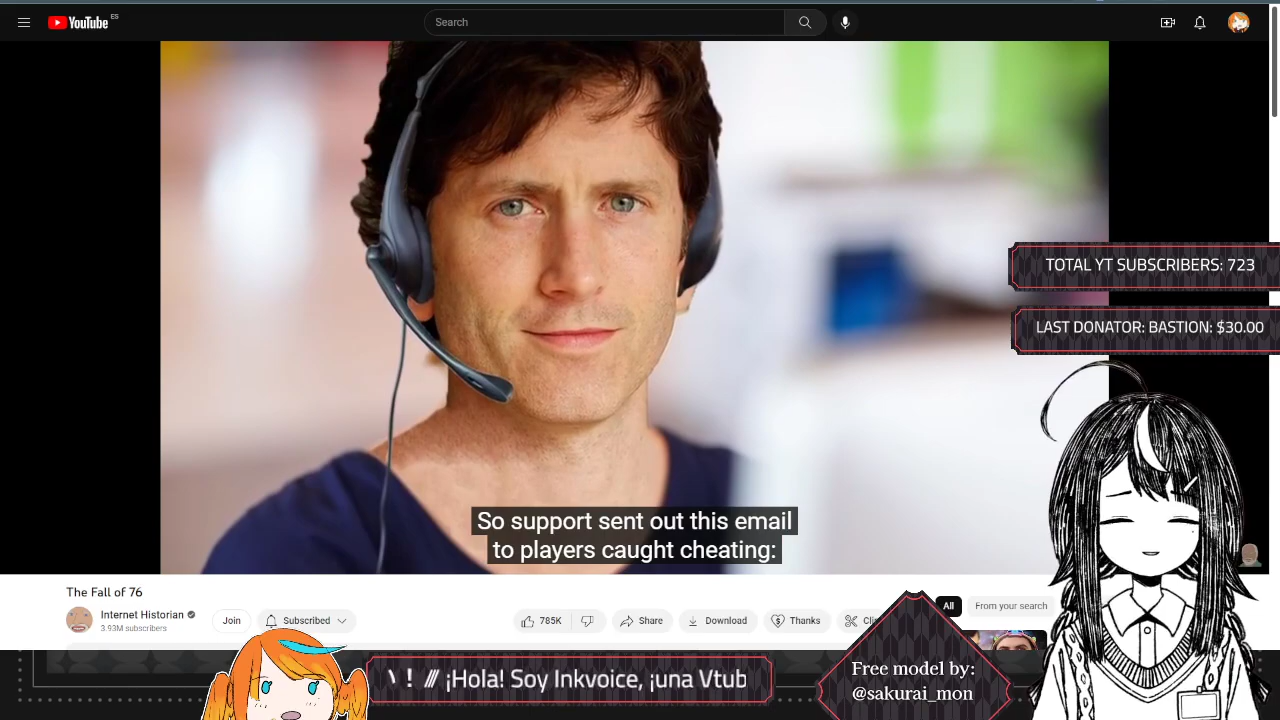 YouTube ES
Search
So support sent out this email
to players caught cheating:
TOTAL YT SUBSCRIBERS: 723
LAST DONATOR: BASTION: $30.00
The Fall of 76
Internet Historian
3.93M subscribers
Join
Subscribed
785K
Share
Download
Thanks
All
From your search
¡Hola! Soy Inkvoice, ¡una Vtub
Free model by:
@sakurai_mon